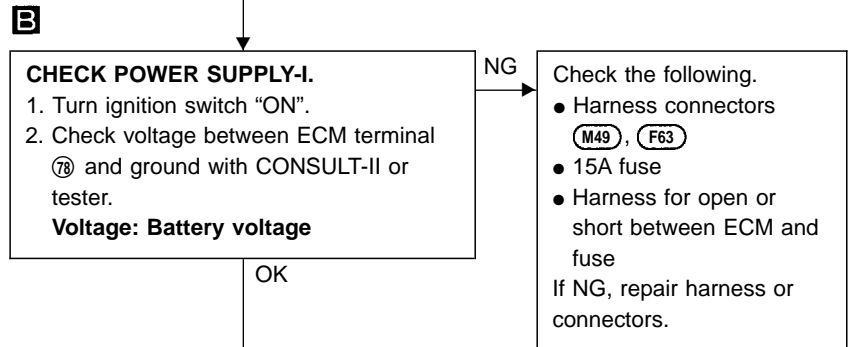 B
CHECK POWER SUPPLY-I.
1. Turn ignition switch “ON”.
2. Check voltage between ECM terminal
㊆ and ground with CONSULT-II or
tester.
Voltage: Battery voltage
NG
OK
Check the following.
● Harness connectors
M49, F63
● 15A fuse
● Harness for open or
short between ECM and
fuse
If NG, repair harness or
connectors.